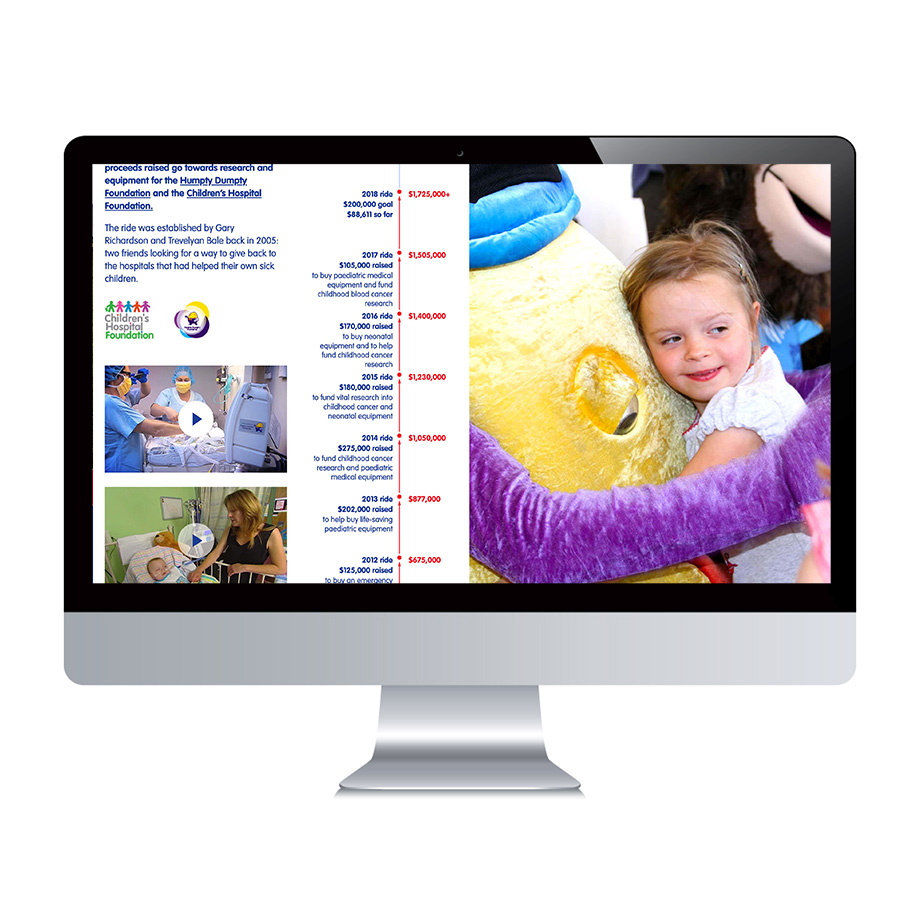 proceeds raised go towards research and
equipment for the Humpty Dumpty
Foundation and the Children's Hospital
Foundation.
The ride was established by Gary
Richardson and Trevelyan Bale back in 2005:
two friends looking for a way to give back to
the hospitals that had helped their own sick
children.
Children's
Hospital
Foundation
2018 ride
$200,000 goal
$88,611 so far
$1,725,000+
2017 ride
$105,000 raised
to buy paediatric medical
equipment and fund
childhood blood cancer
research
$1,505,000
2016 ride
$170,000 raised
to buy neonatal
equipment and to help
fund childhood cancer
research
$1,400,000
2015 ride
$180,000 raised
to fund vital research into
childhood cancer and
neonatal equipment
$1,230,000
2014 ride
$275,000 raised
to fund childhood cancer
research and paediatric
medical equipment
$1,050,000
2013 ride
$202,000 raised
to help buy life-saving
paediatric equipment
$877,000
2012 ride
$125,000 raised
to buy an emergency
$675,000